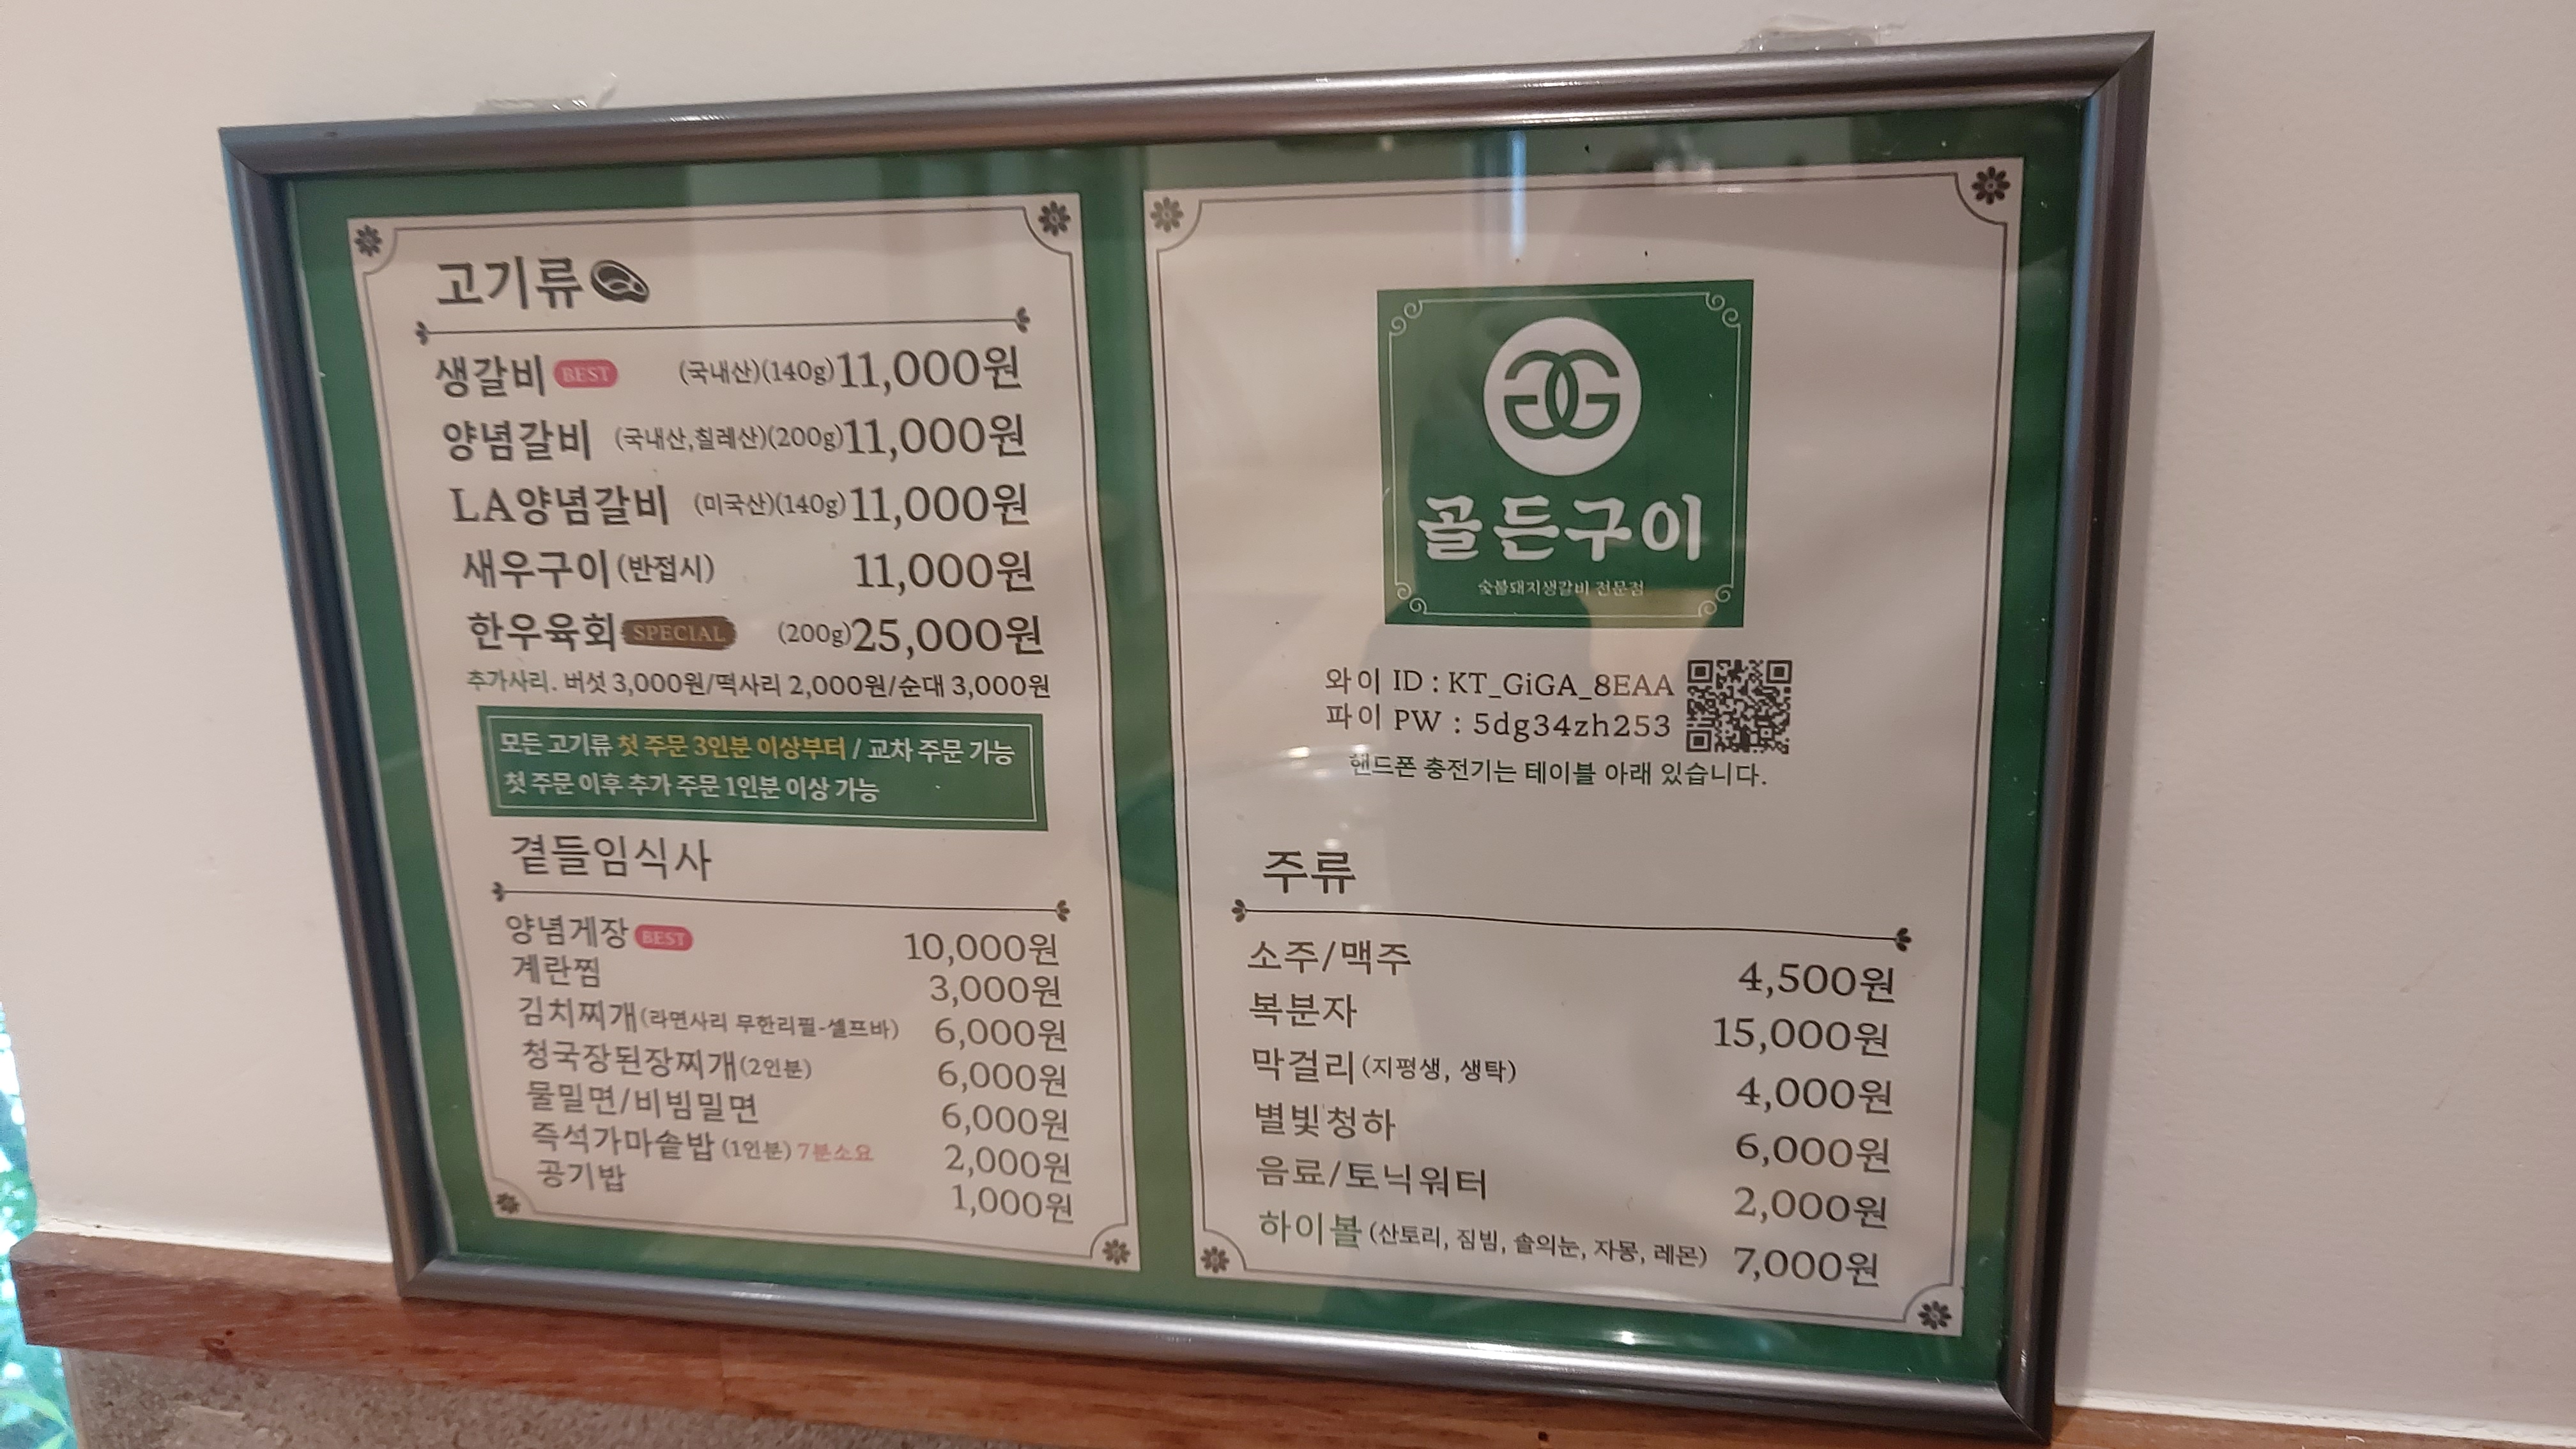 고기류
생갈비 BEST (국내산)(140g) 11,000원
양념갈비 (국내산,칠레산)(200g) 11,000원
LA양념갈비 (미국산)(140g) 11,000원
새우구이(반접시) 11,000원
한우육회 SPECIAL (200g) 25,000원
추가사리. 버섯 3,000원/떡사리 2,000원/순대 3,000원
모든 고기류 첫 주문 3인분 이상부터 / 교차 주문 가능
첫 주문 이후 추가 주문 1인분 이상 가능
곁들임식사
양념게장 BEST 10,000원
계란찜 3,000원
김치찌개(라면사리 무한리필-셀프바) 6,000원
청국장된장찌개(2인분) 6,000원
물밀면/비빔밀면 6,000원
즉석가마솥밥 (1인분) 7분소요 2,000원
공기밥 1,000원
GG
골든구이
숯불돼지생갈비 전문점
와이 ID : KT_GiGA_8EAA
파이 PW : 5dg34zh253
핸드폰 충전기는 테이블 아래 있습니다.
주류
소주/맥주 4,500원
복분자 15,000원
막걸리(지평생, 생탁) 4,000원
별빛청하 6,000원
음료/토닉워터 2,000원
하이볼 (산토리, 짐빔, 솔의눈, 자몽, 레몬) 7,000원